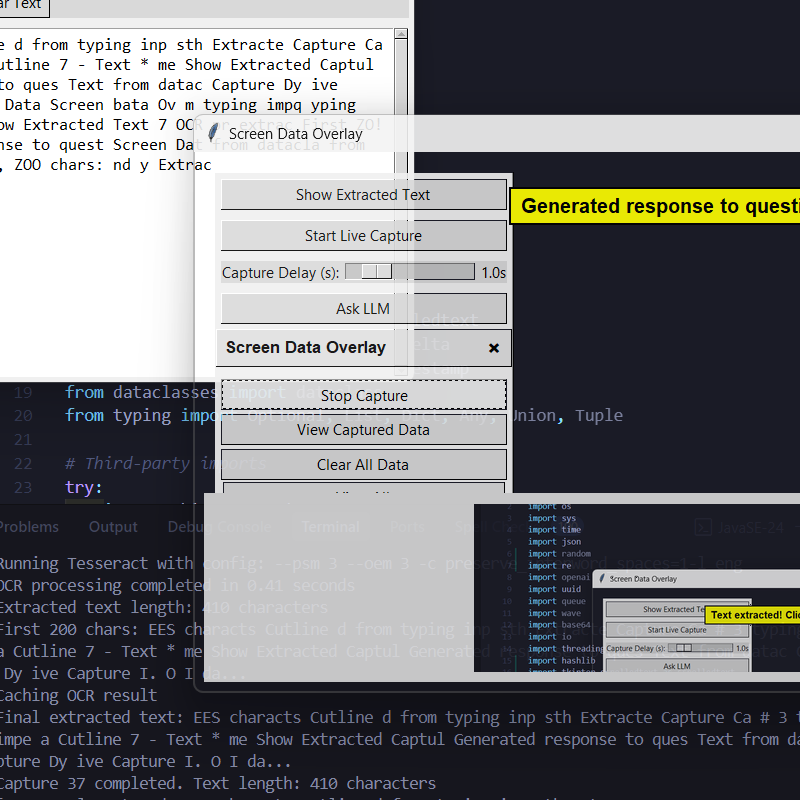 ar Text
e d from typing inp sth Extracte Capture Ca
utline 7 - Text * me Show Extracted Captul
to ques Text from datac Capture Dy ive
Data Screen bata Ov m typing impq yping
ow Extracted Text 7 OCR or extrac First ZO!
nse to quest Screen Dat from datacla from
, ZOO chars: nd y Extrac
Screen Data Overlay
Show Extracted Text
Generated response to questi
Start Live Capture
Capture Delay (s):
1.0s
Ask LLM
Screen Data Overlay
Stop Capture
View Captured Data
Clear All Data
19 from dataclasses import
20 from typing import Optional, List, Dict, Any, Union, Tuple
21
22 # Third-party imports
23 try:
Problems Output Debug Console Terminal Ports JavaSE-24
Running Tesseract with config: --psm 3 --oem 3 -c preserve word_spaces=1-l eng
OCR processing completed in 0.41 seconds
Extracted text length: 410 characters
First 200 chars: EES characts Cutline d from typing inp sth Extracte Capture Ca # 3 typing
a Cutline 7 - Text * me Show Extracted Captul Generated response to ques Text from datac
Dy ive Capture I. O I da...
Caching OCR result
Final extracted text: EES characts Cutline d from typing inp sth Extracte Capture Ca # 3 t
impe a Cutline 7 - Text * me Show Extracted Captul Generated response to ques Text from da
pture Dy ive Capture I. O I da...
Capture 37 completed. Text length: 410 characters
import os
import sys
import time
import json
import random
import re
import openai
import uuid
import queue
import wave
import base64
import io
import threading
import hashlib
Screen Data Overlay
Show Extracted Te
Text extracted! Clic
Start Live Capture
Capture Delay (s):
1.0s
Ask LLM